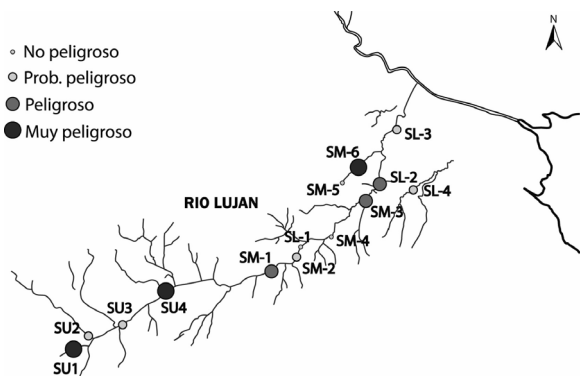 N
No peligroso
Prob. peligroso
Peligroso
Muy peligroso
SL-3
SM-6
SM-5
SL-2
SL-4
RIO LUJAN
SM-3
SL-1
SM-4
SM-1
SM-2
SU4
SU3
SU2
SU1